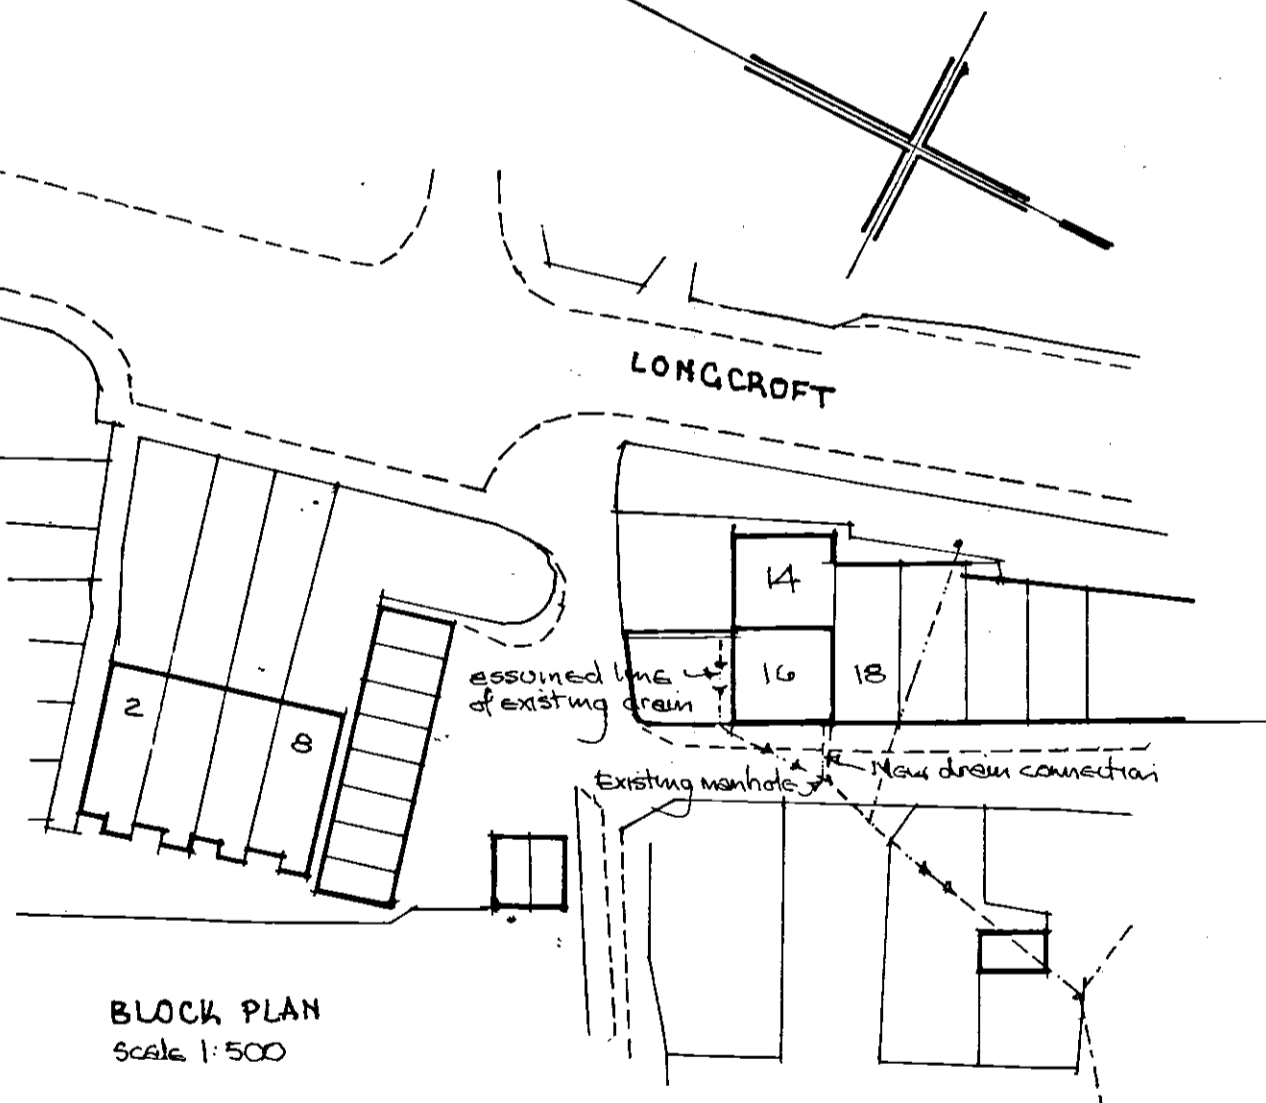 LONGCROFT
14
assumed line
of existing drain
16
18
2
8
Existing manhole
New drain connection
BLOCK PLAN
Scale 1:500